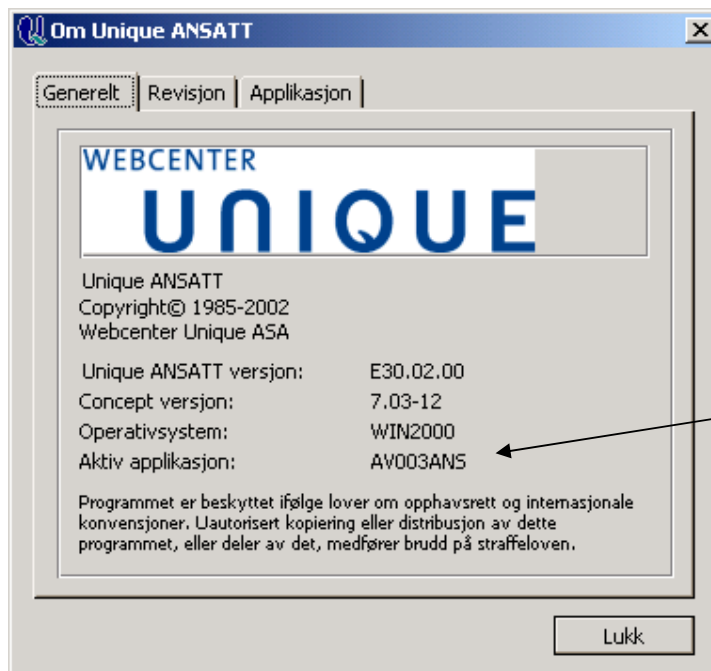 Om Unique ANSATT
Generelt Revisjon Applikasjon
WEBCENTER
UNIQUE
Unique ANSATT
Copyright© 1985-2002
Webcenter Unique ASA
Unique ANSATT versjon: E30.02.00
Concept versjon: 7.03-12
Operativsystem: WIN2000
Aktiv applikasjon: AV003ANS
Programmet er beskyttet ifølge lover om opphavsrett og internasjonale
konvensjoner. Uautorisert kopiering eller distribusjon av dette
programmet, eller deler av det, medfører brudd på straffeloven.
Lukk